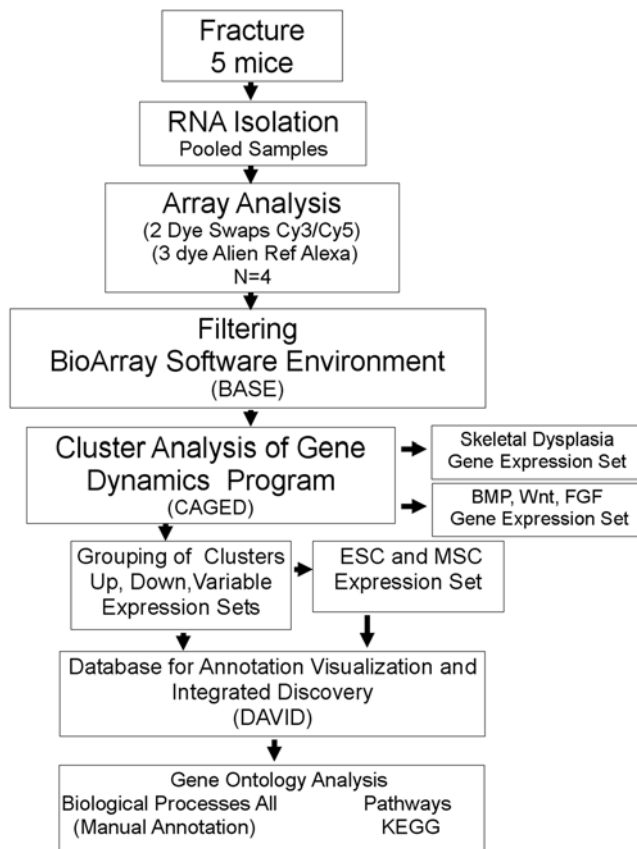 Fracture
5 mice
RNA Isolation
Pooled Samples
Array Analysis
(2 Dye Swaps Cy3/Cy5)
(3 dye Alien Ref Alexa)
N=4
Filtering
BioArray Software Environment
(BASE)
Cluster Analysis of Gene
Dynamics Program
(CAGED)
Skeletal Dysplasia
Gene Expression Set
BMP, Wnt, FGF
Gene Expression Set
Grouping of Clusters
Up, Down,Variable
Expression Sets
ESC and MSC
Expression Set
Database for Annotation Visualization and
Integrated Discovery
(DAVID)
Gene Ontology Analysis
Biological Processes All Pathways
(Manual Annotation) KEGG